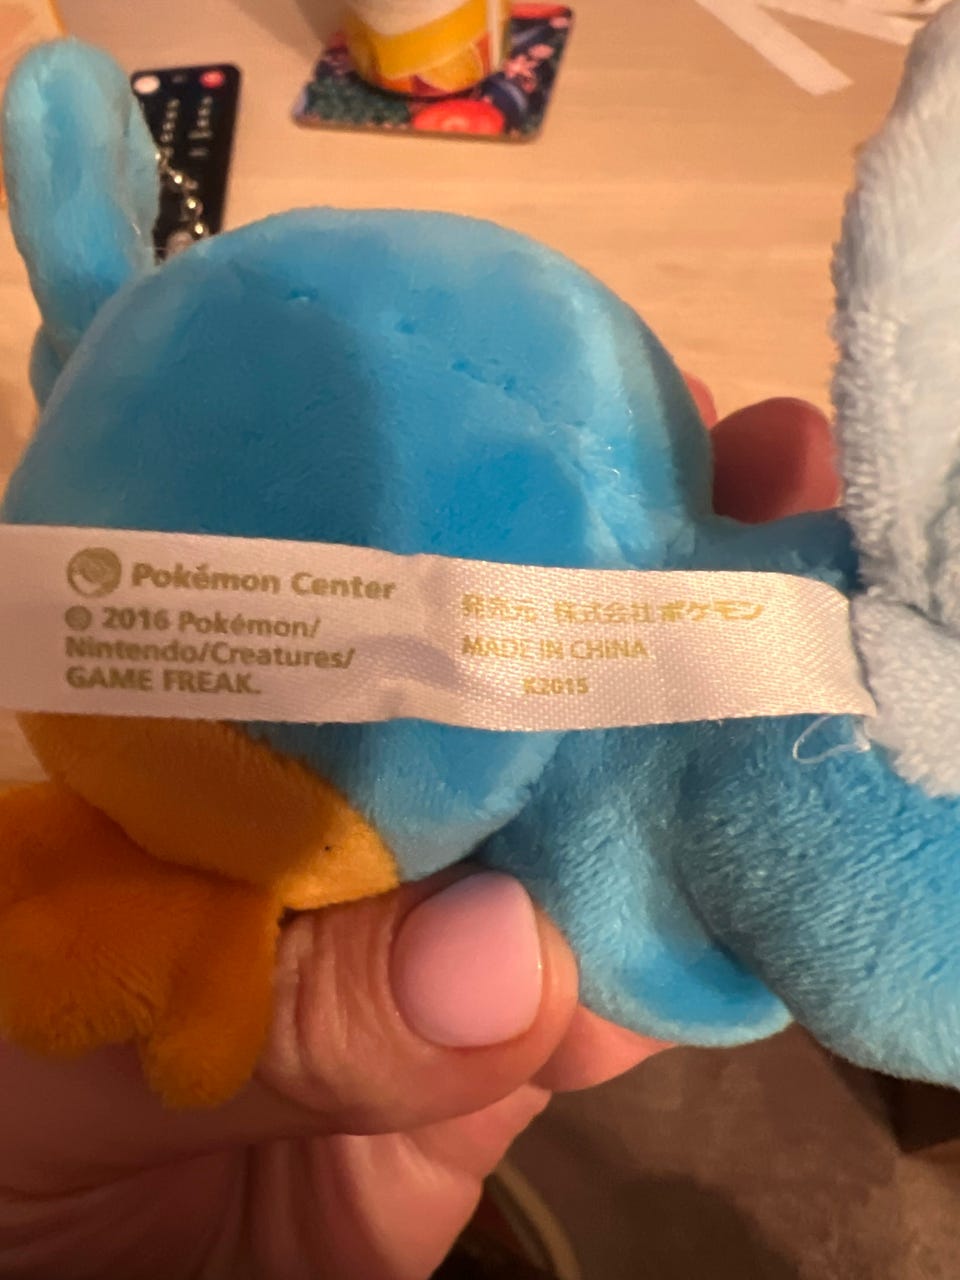 Pokémon Center
© 2016 Pokémon/
Nintendo/Creatures/
GAME FREAK.
発売元 株式会社ポケモン
MADE IN CHINA
K2015